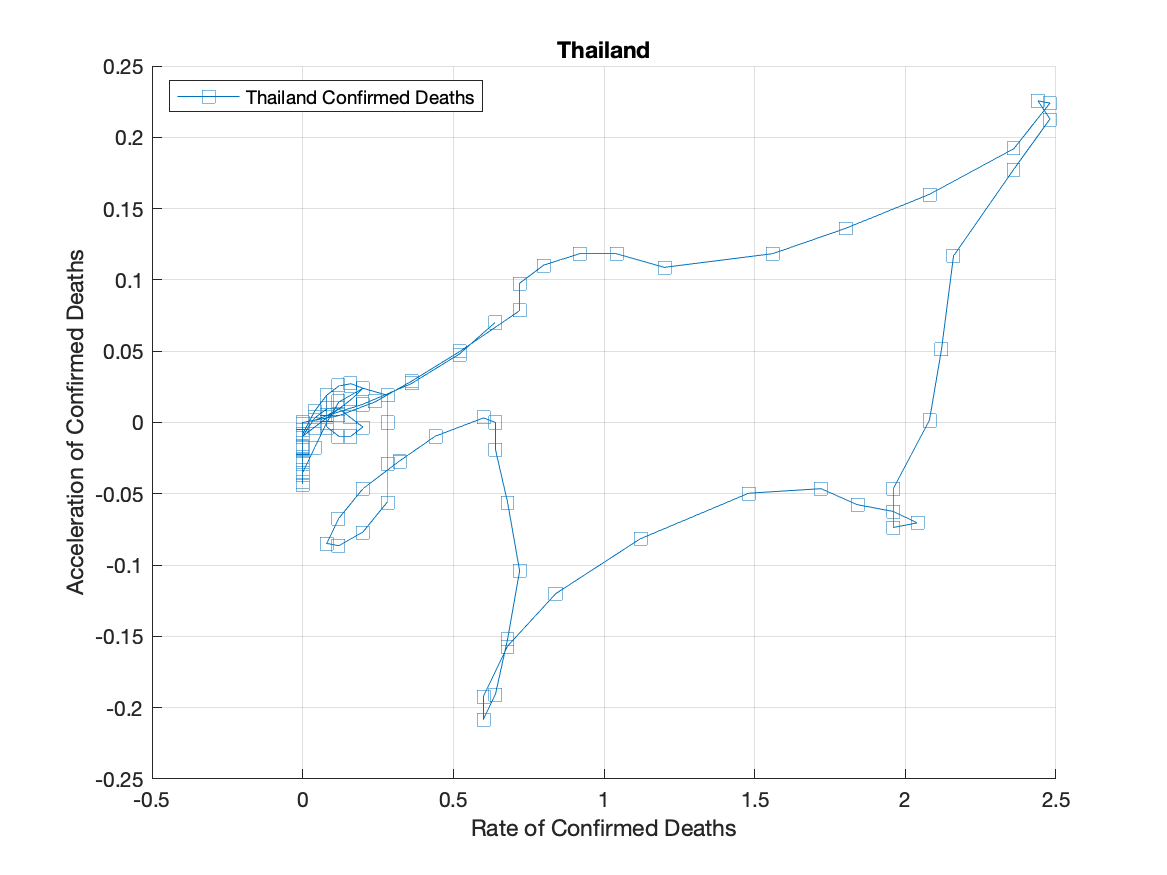 Thailand
Thailand Confirmed Deaths
0.25
0.2
0.15
0.1
0.05
0
-0.05
-0.1
-0.15
-0.2
-0.25
Acceleration of Confirmed Deaths
-0.5 0 0.5 1 1.5 2 2.5
Rate of Confirmed Deaths